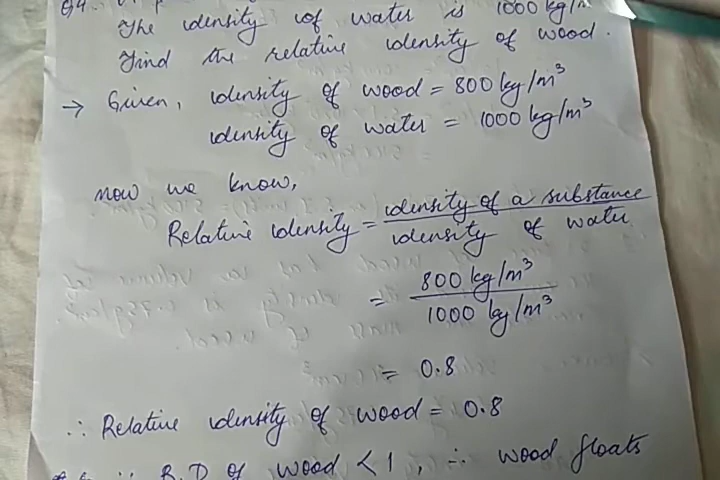 Q4.
The density of water is 1000 kg/m
Find the relative density of wood.
→ Given, density of wood = 800 kg/m³
density of water = 1000 kg/m³
now we know,
Relative density = density of a substance / density of water
= 800 kg/m³ / 1000 kg/m³
= 0.8
∴ Relative density of wood = 0.8
∵ R.D of wood < 1, ∴ wood floats